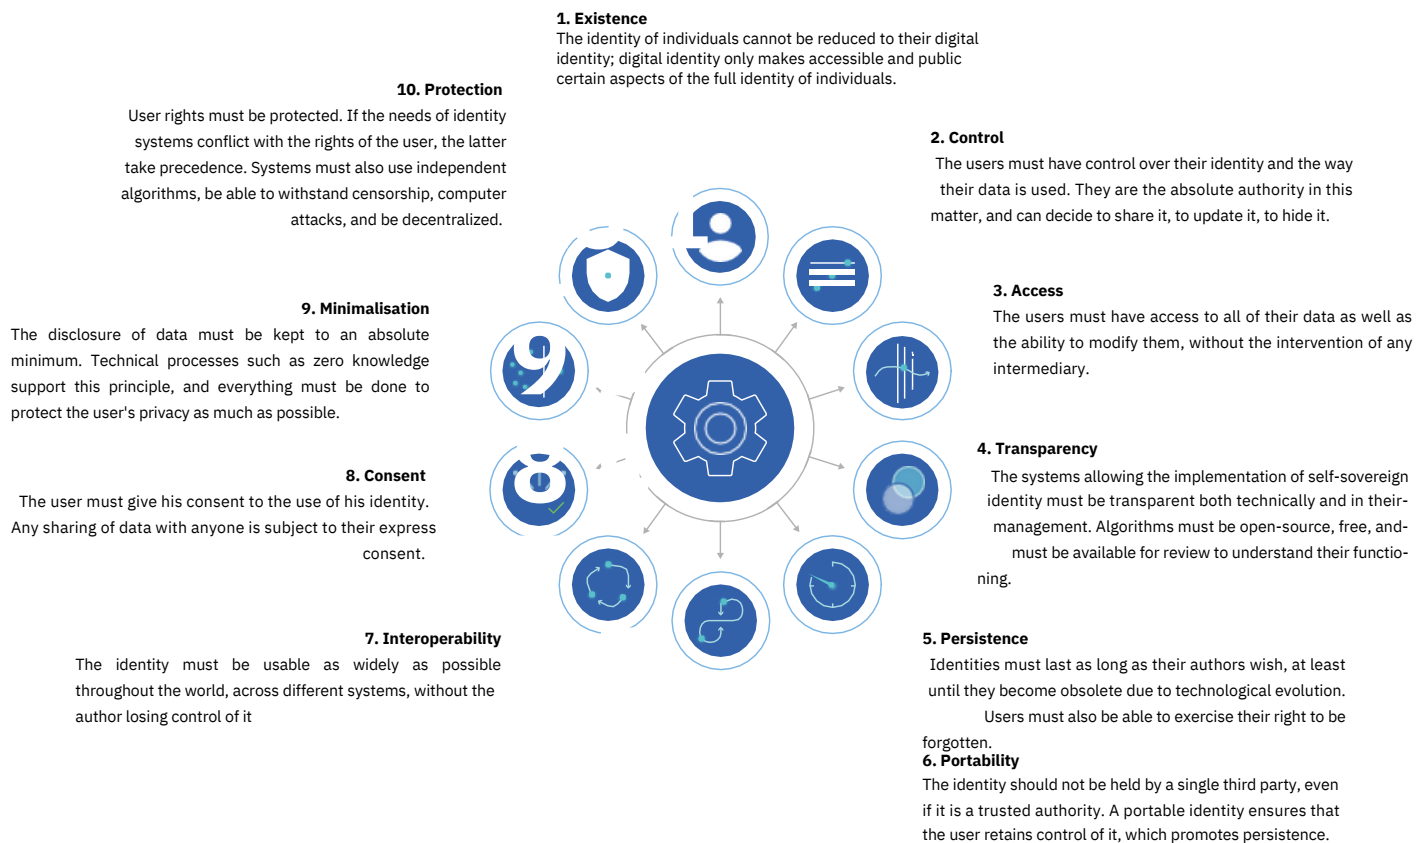 1. Existence
The identity of individuals cannot be reduced to their digital
identity; digital identity only makes accessible and public
certain aspects of the full identity of individuals.
2. Control
The users must have control over their identity and the way
their data is used. They are the absolute authority in this
matter, and can decide to share it, to update it, to hide it.
3. Access
The users must have access to all of their data as well as
the ability to modify them, without the intervention of any
intermediary.
4. Transparency
The systems allowing the implementation of self-sovereign
identity must be transparent both technically and in their-
management. Algorithms must be open-source, free, and-
must be available for review to understand their functio-
ning.
5. Persistence
Identities must last as long as their authors wish, at least
until they become obsolete due to technological evolution.
Users must also be able to exercise their right to be
forgotten.
6. Portability
The identity should not be held by a single third party, even
if it is a trusted authority. A portable identity ensures that
the user retains control of it, which promotes persistence.
7. Interoperability
The identity must be usable as widely as possible
throughout the world, across different systems, without the
author losing control of it
8. Consent
The user must give his consent to the use of his identity.
Any sharing of data with anyone is subject to their express
consent.
9. Minimalisation
The disclosure of data must be kept to an absolute
minimum. Technical processes such as zero knowledge
support this principle, and everything must be done to
protect the user's privacy as much as possible.
10. Protection
User rights must be protected. If the needs of identity
systems conflict with the rights of the user, the latter
take precedence. Systems must also use independent
algorithms, be able to withstand censorship, computer
attacks, and be decentralized.
9
8